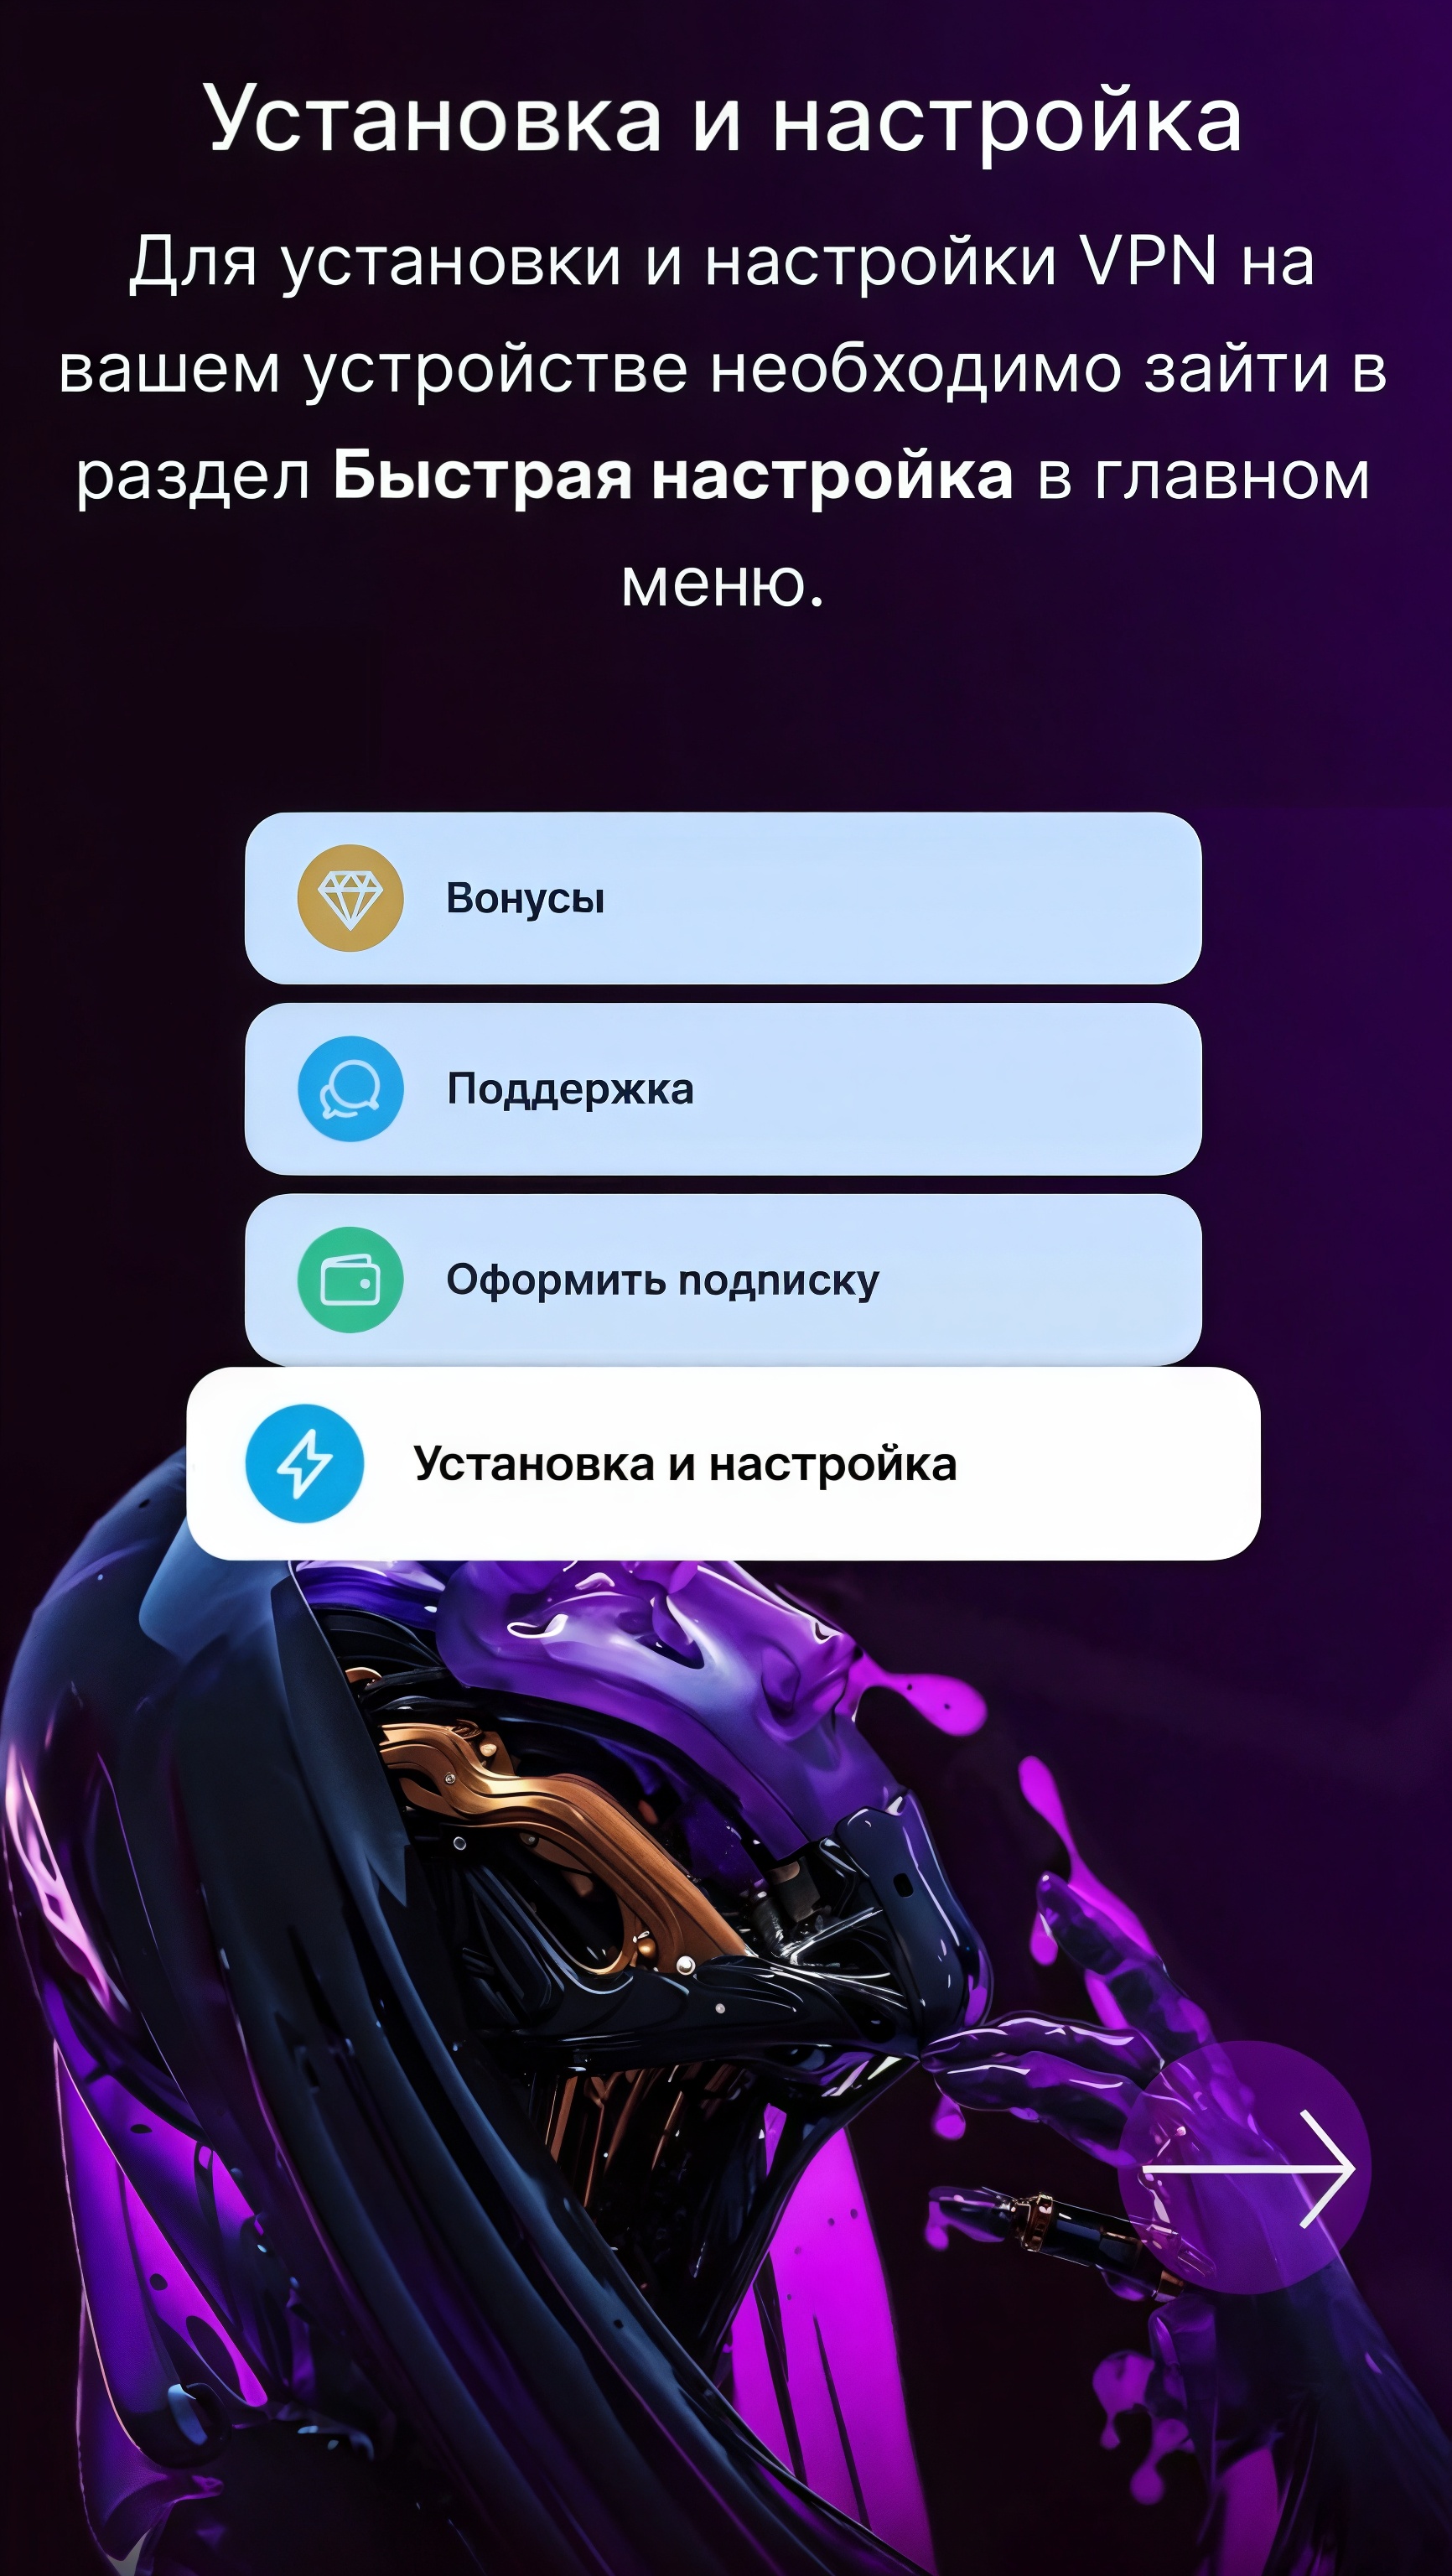 Установка и настройка
Для установки и настройки VPN на
вашем устройстве необходимо зайти в
раздел Быстрая настройка в главном
меню.
Вонусы
Поддержка
Оформить подписку
Установка и настройка